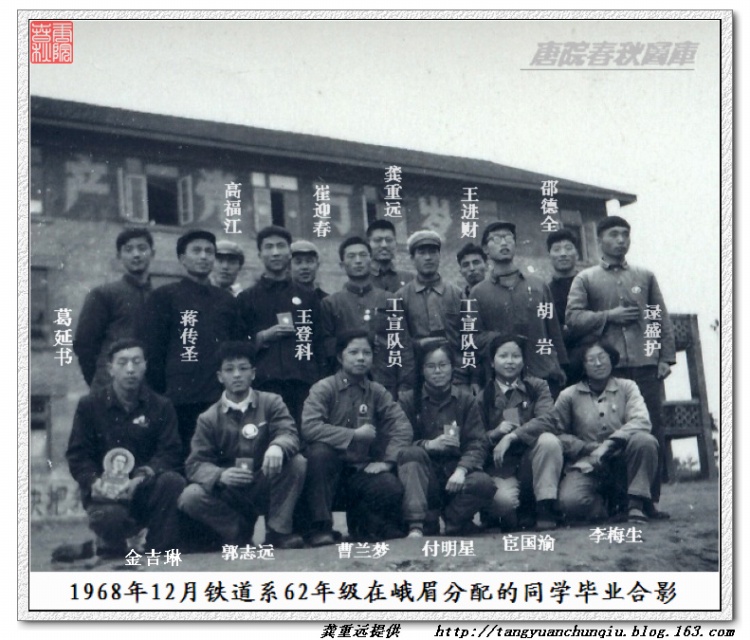 唐院春秋
唐院春秋图库
产
万岁
高福江
崔迎春
龚重远
王进财
邵德全
葛延书
蒋传圣
王登科
工宣队员
工宣队员
胡岩
逯盛护
金吉琳
郭志远
曹兰梦
付明星
宦国渝
李梅生
1968年12月铁道系62年级在峨眉分配的同学毕业合影
龚重远提供 http://tangyuanchunqiu.blog.163.com